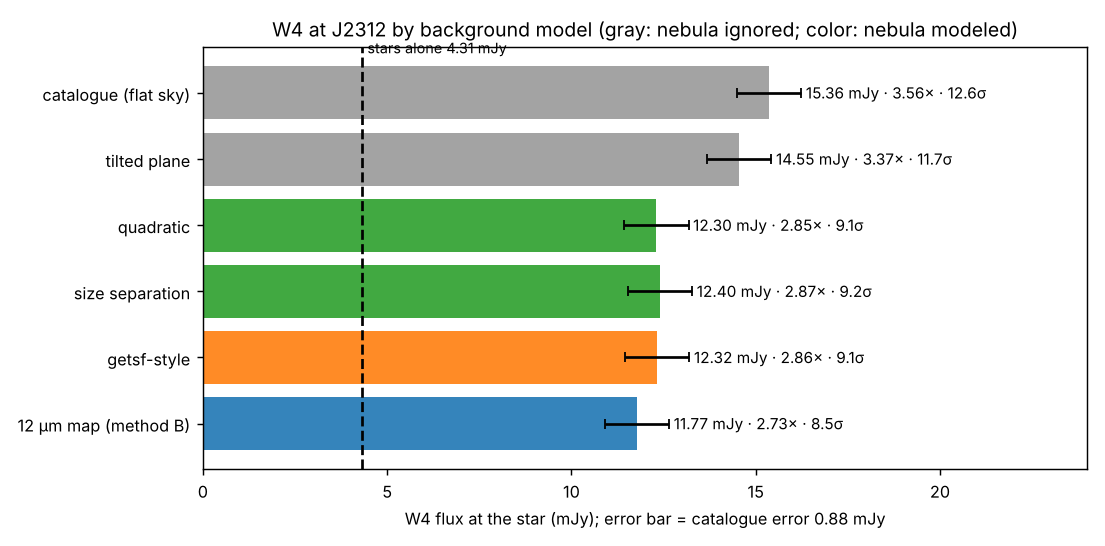 W4 at J2312 by background model (gray: nebula ignored; color: nebula modeled)
stars alone 4.31 mJy
catalogue (flat sky)
15.36 mJy · 3.56× · 12.6σ
tilted plane
14.55 mJy · 3.37× · 11.7σ
quadratic
12.30 mJy · 2.85× · 9.1σ
size separation
12.40 mJy · 2.87× · 9.2σ
getsf-style
12.32 mJy · 2.86× · 9.1σ
12 µm map (method B)
11.77 mJy · 2.73× · 8.5σ
0 5 10 15 20
W4 flux at the star (mJy); error bar = catalogue error 0.88 mJy